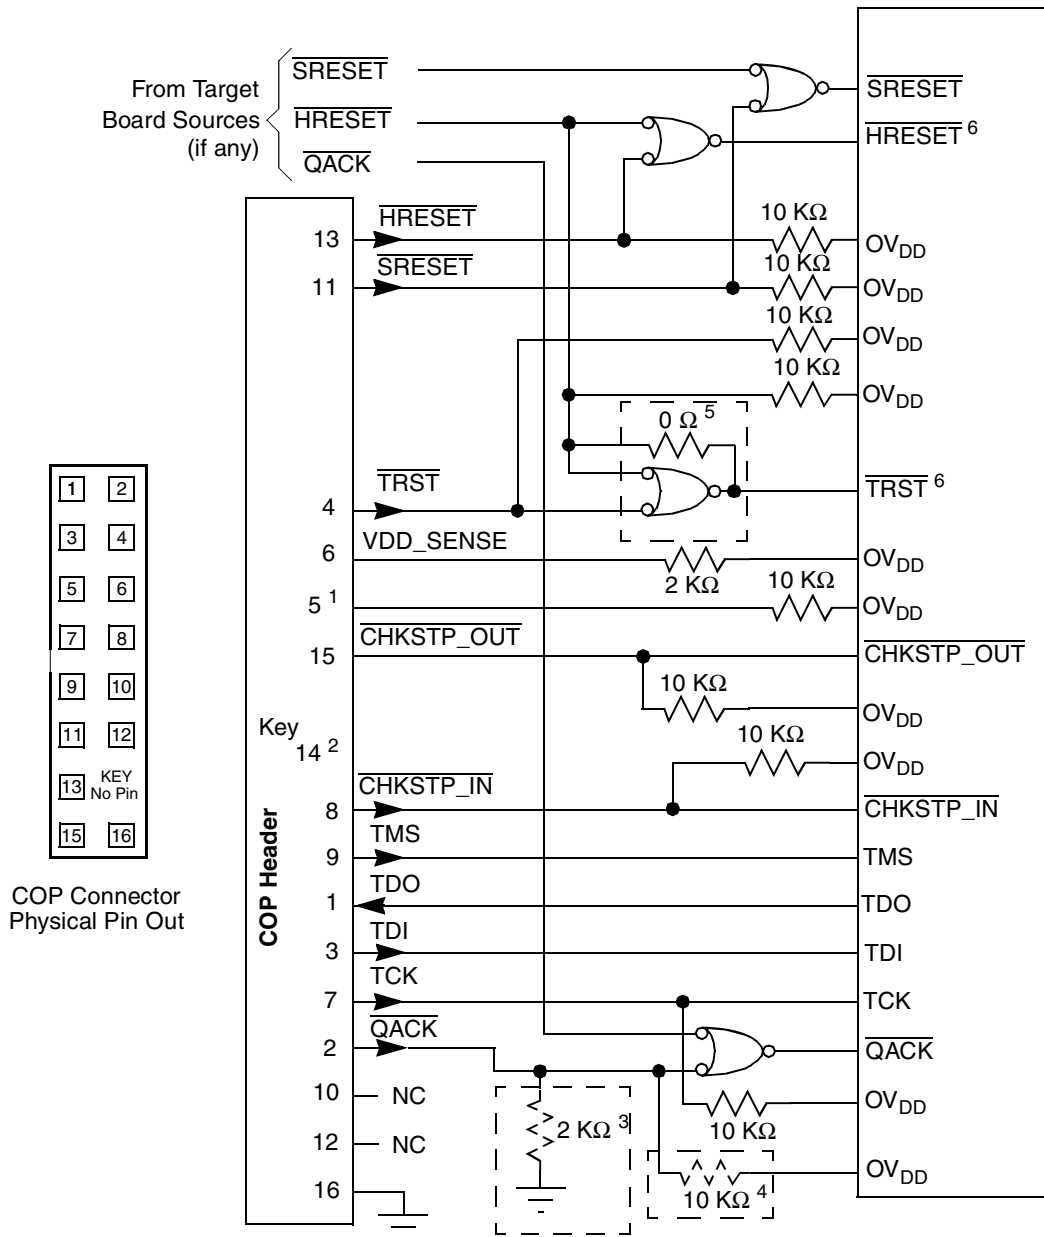 From Target
Board Sources
(if any)
SRESET
HRESET
QACK
SRESET
HRESET 6
13
HRESET
10 KΩ
OVDD
11
SRESET
10 KΩ
OVDD
10 KΩ
OVDD
10 KΩ
OVDD
0 Ω 5
4
TRST
TRST 6
6
VDD_SENSE
2 KΩ
OVDD
5 1
10 KΩ
OVDD
15
CHKSTP_OUT
CHKSTP_OUT
10 KΩ
OVDD
Key
14 2
10 KΩ
OVDD
8
CHKSTP_IN
CHKSTP_IN
9
TMS
TMS
1
TDO
TDO
3
TDI
TDI
7
TCK
TCK
2
QACK
QACK
10
NC
10 KΩ
OVDD
12
NC
2 KΩ 3
10 KΩ 4
OVDD
16
COP Header
1 2
3 4
5 6
7 8
9 10
11 12
13 KEY
No Pin
15 16
COP Connector
Physical Pin Out